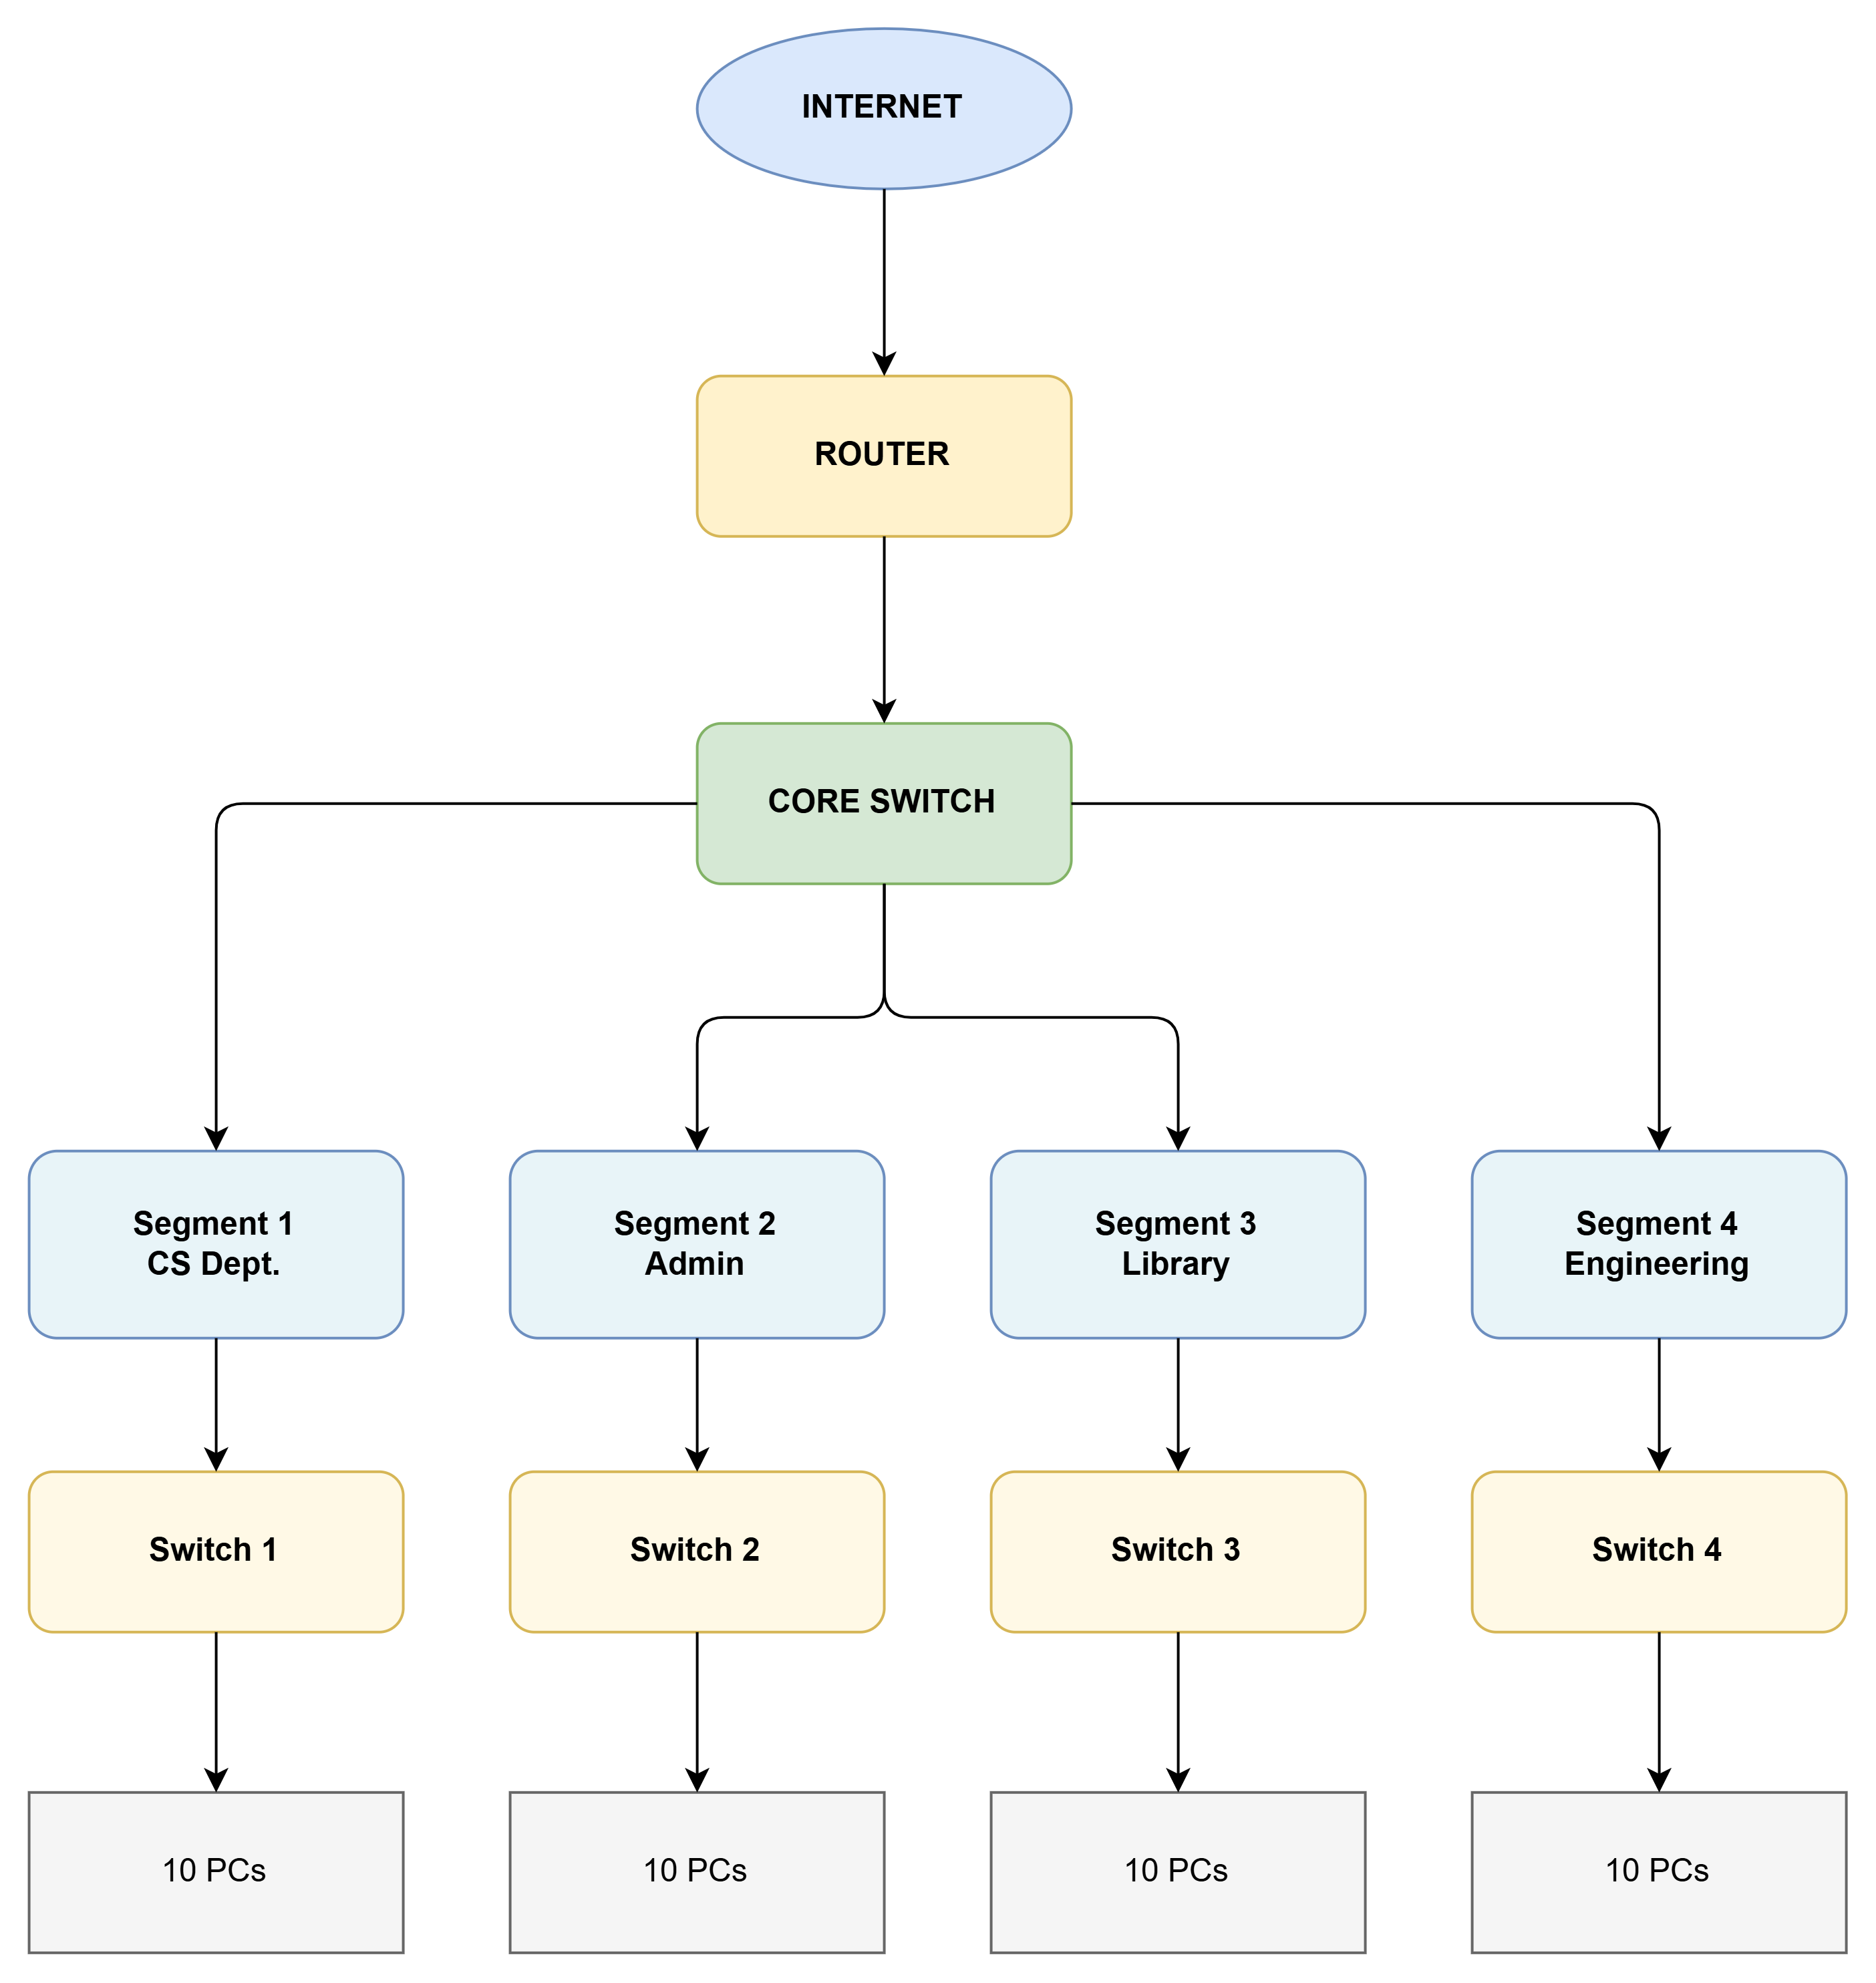 INTERNET
ROUTER
CORE SWITCH
Segment 1
CS Dept.
Segment 2
Admin
Segment 3
Library
Segment 4
Engineering
Switch 1
Switch 2
Switch 3
Switch 4
10 PCs
10 PCs
10 PCs
10 PCs